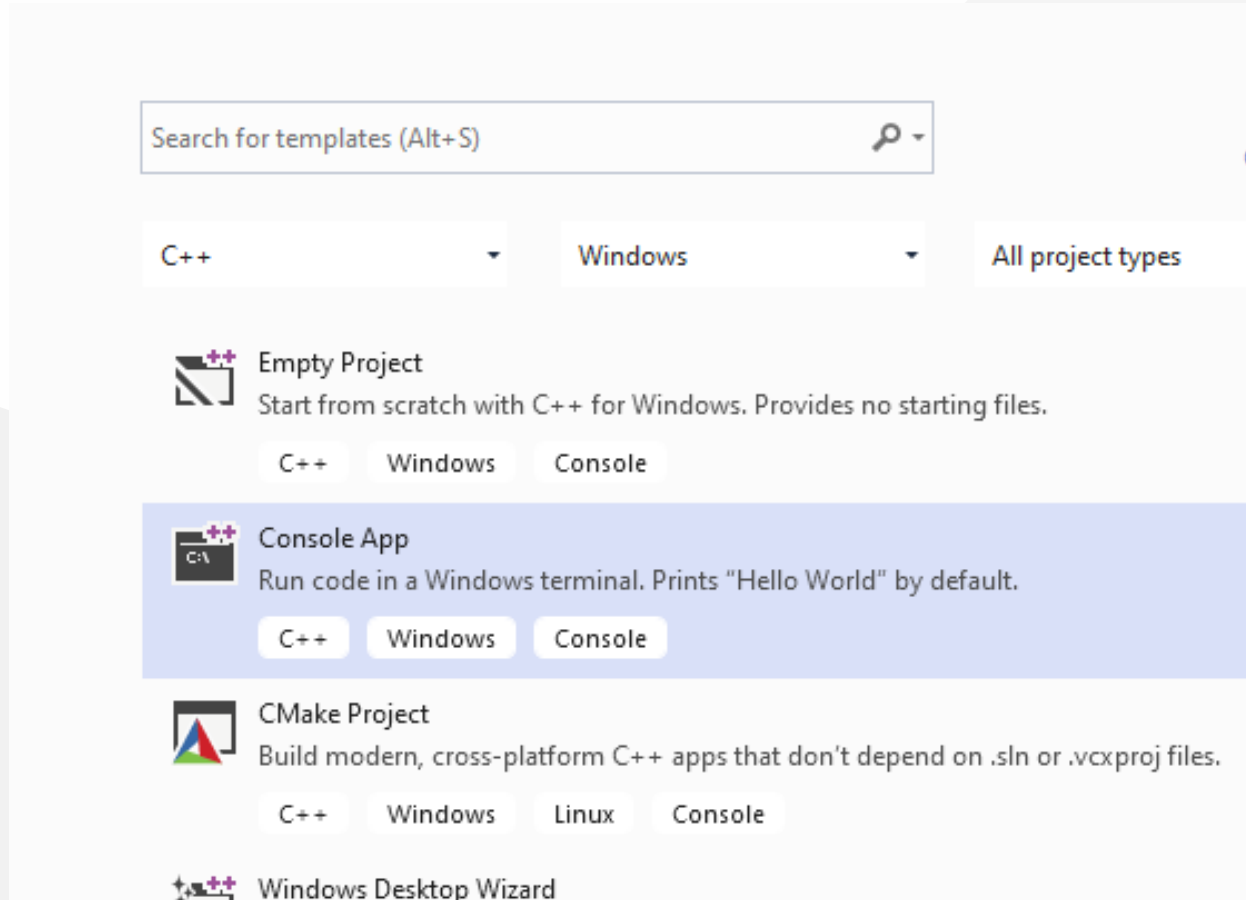 Search for templates (Alt+S)
C++ Windows All project types
Empty Project
Start from scratch with C++ for Windows. Provides no starting files.
C++ Windows Console
C:\
Console App
Run code in a Windows terminal. Prints “Hello World” by default.
C++ Windows Console
CMake Project
Build modern, cross-platform C++ apps that don’t depend on .sln or .vcxproj files.
C++ Windows Linux Console
Windows Desktop Wizard